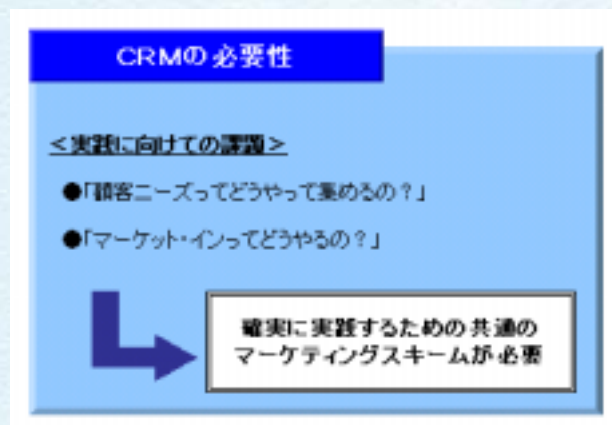 CRMの必要性
＜実践に向けての課題＞
●「顧客ニーズってどうやって集めるの？」
●「マーケット・インってどうやるの？」
確実に実践するための共通の
マーケティングスキームが必要